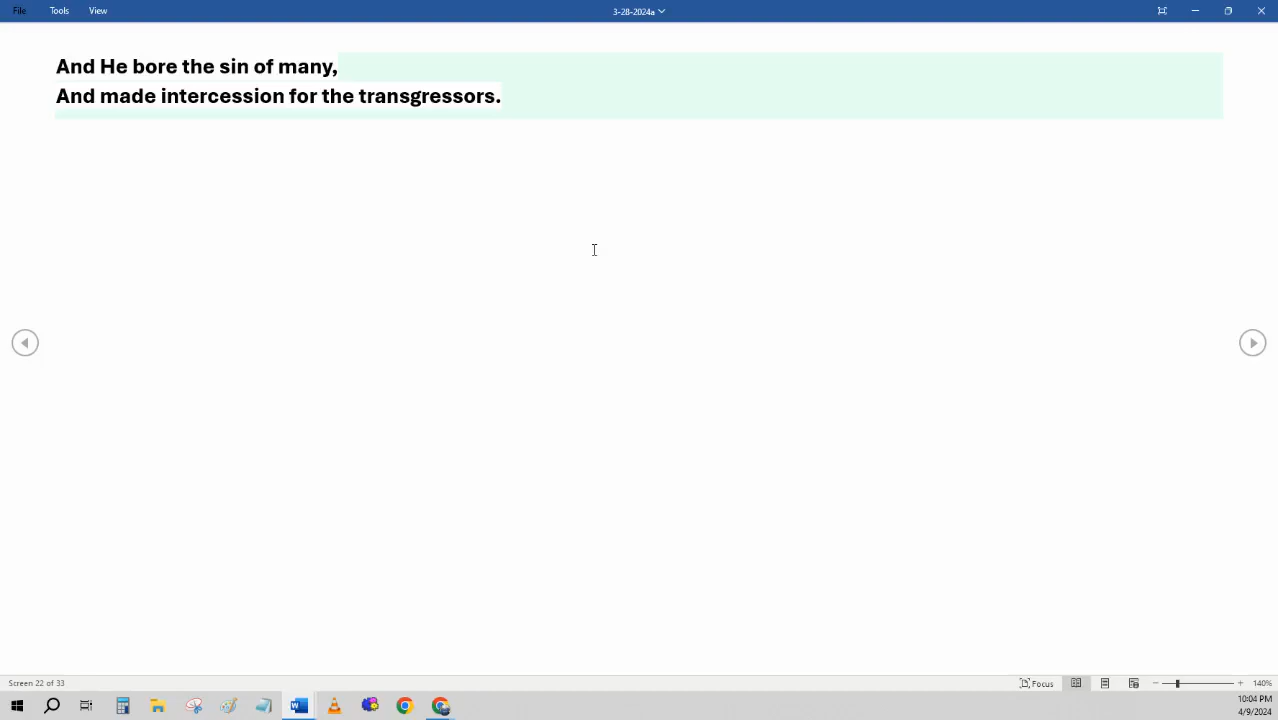 File Tools View 3-28-2024a
And He bore the sin of many,
And made intercession for the transgressors.
Screen 22 of 33 Focus 140%
10:04 PM
4/9/2024